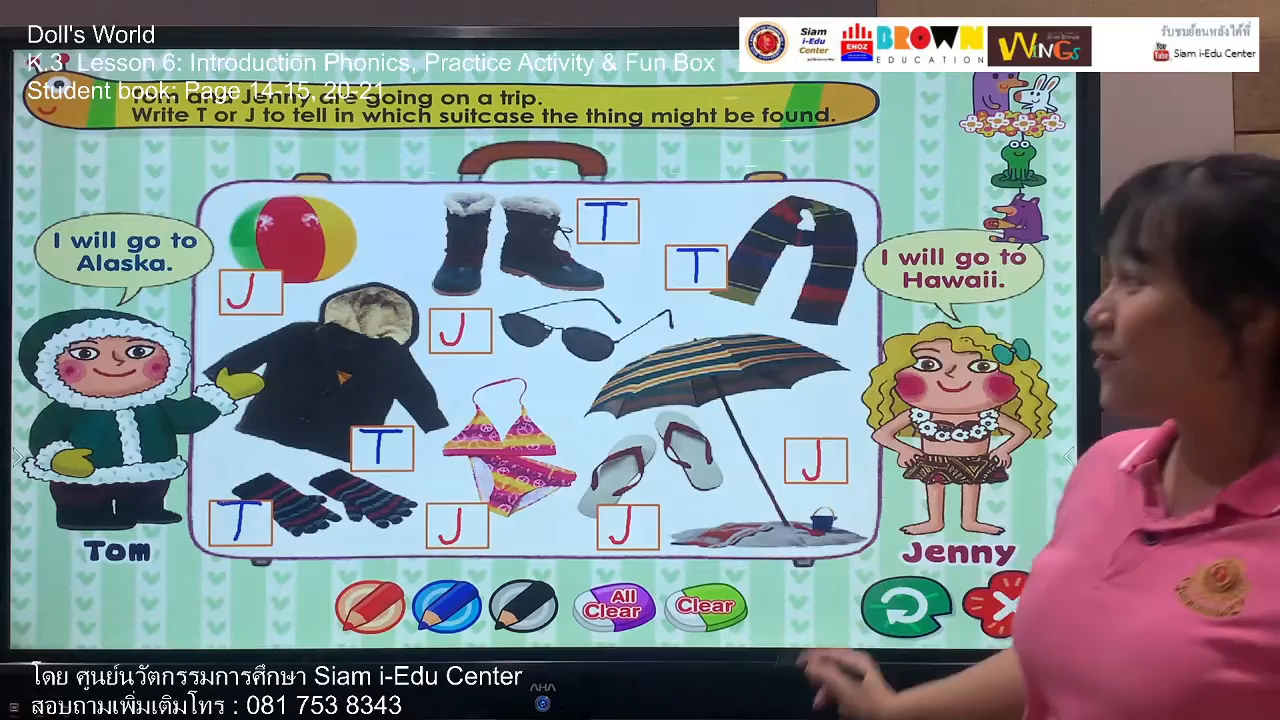 Doll's World
K.3 Lesson 6: Introduction Phonics, Practice Activity & Fun Box
Student book: Page 14-15, 20-21
Siam
i-Edu
Center
ENOZ
BROWN
EDUCATION
WiNGs
รับชมย้อนหลังได้ที่
You
Tube
Siam i-Edu Center
Tom and Jenny are going on a trip.
Write T or J to tell in which suitcase the thing might be found.
I will go to
Alaska.
I will go to
Hawaii.
J
T
T
J
T
J
T
J
J
Tom
Jenny
All
Clear
Clear
โดย ศูนย์นวัตกรรมการศึกษา Siam i-Edu Center
สอบถามเพิ่มเติมโทร : 081 753 8343
AHA